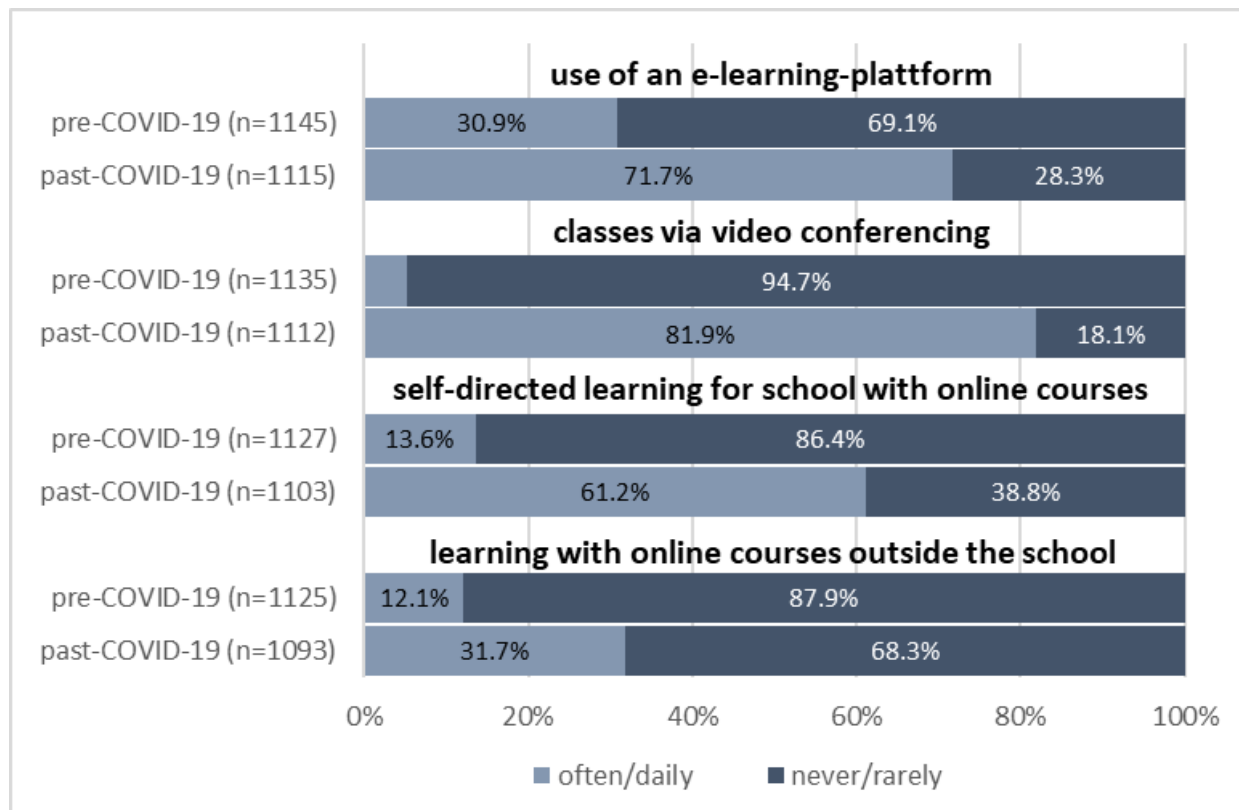 use of an e-learning-plattform
pre-COVID-19 (n=1145) 30.9% 69.1%
past-COVID-19 (n=1115) 71.7% 28.3%
classes via video conferencing
pre-COVID-19 (n=1135) 94.7%
past-COVID-19 (n=1112) 81.9% 18.1%
self-directed learning for school with online courses
pre-COVID-19 (n=1127) 13.6% 86.4%
past-COVID-19 (n=1103) 61.2% 38.8%
learning with online courses outside the school
pre-COVID-19 (n=1125) 12.1% 87.9%
past-COVID-19 (n=1093) 31.7% 68.3%
0% 20% 40% 60% 80% 100%
often/daily never/rarely